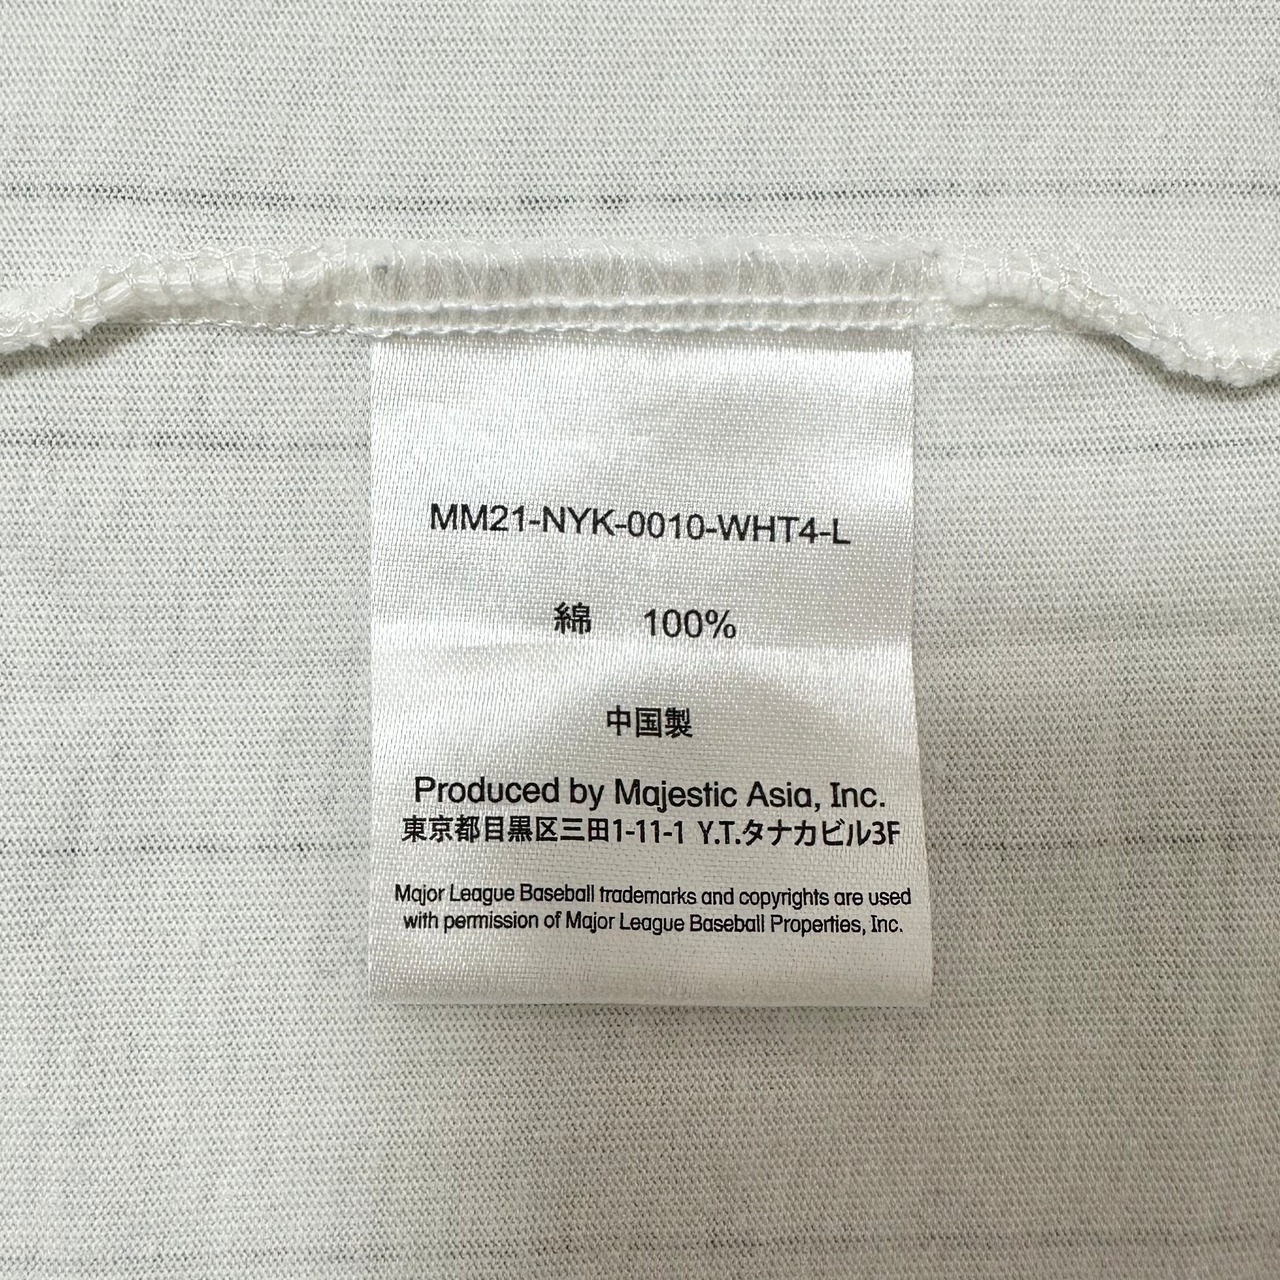 MM21-NYK-0010-WHT4-L
綿 100%
中国製
Produced by Majestic Asia, Inc.
東京都目黒区三田1-11-1 Y.T.タナカビル3F
Major League Baseball trademarks and copyrights are used
with permission of Major League Baseball Properties, Inc.